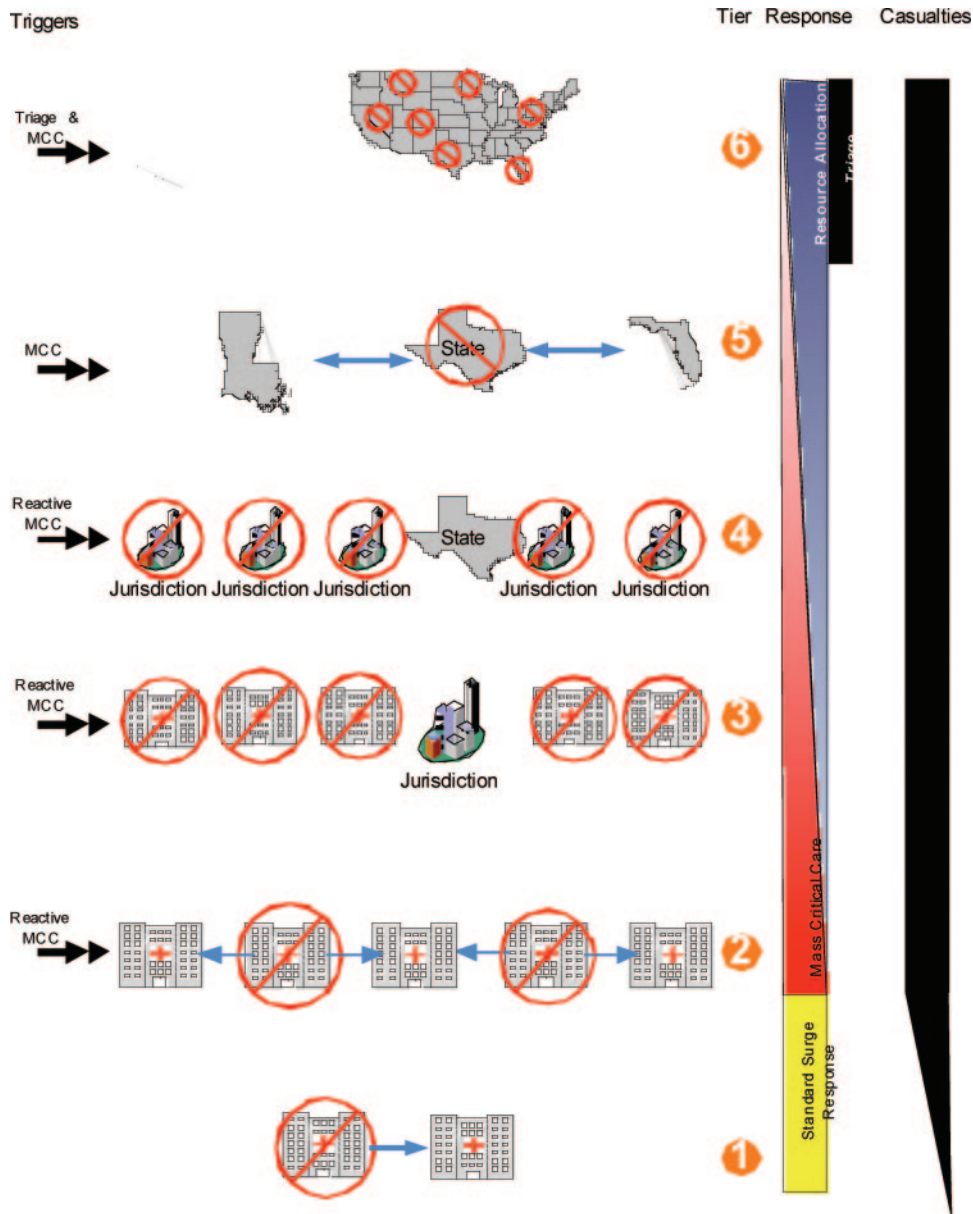 Triggers
Tier Response Casualties
Triage &
MCC
6
Resource Allocation
Triage
MCC
State
5
Reactive
MCC
State
4
Jurisdiction Jurisdiction Jurisdiction Jurisdiction Jurisdiction
Reactive
MCC
3
Jurisdiction
Mass Critical Care
Reactive
MCC
2
Standard Surge
Response
1